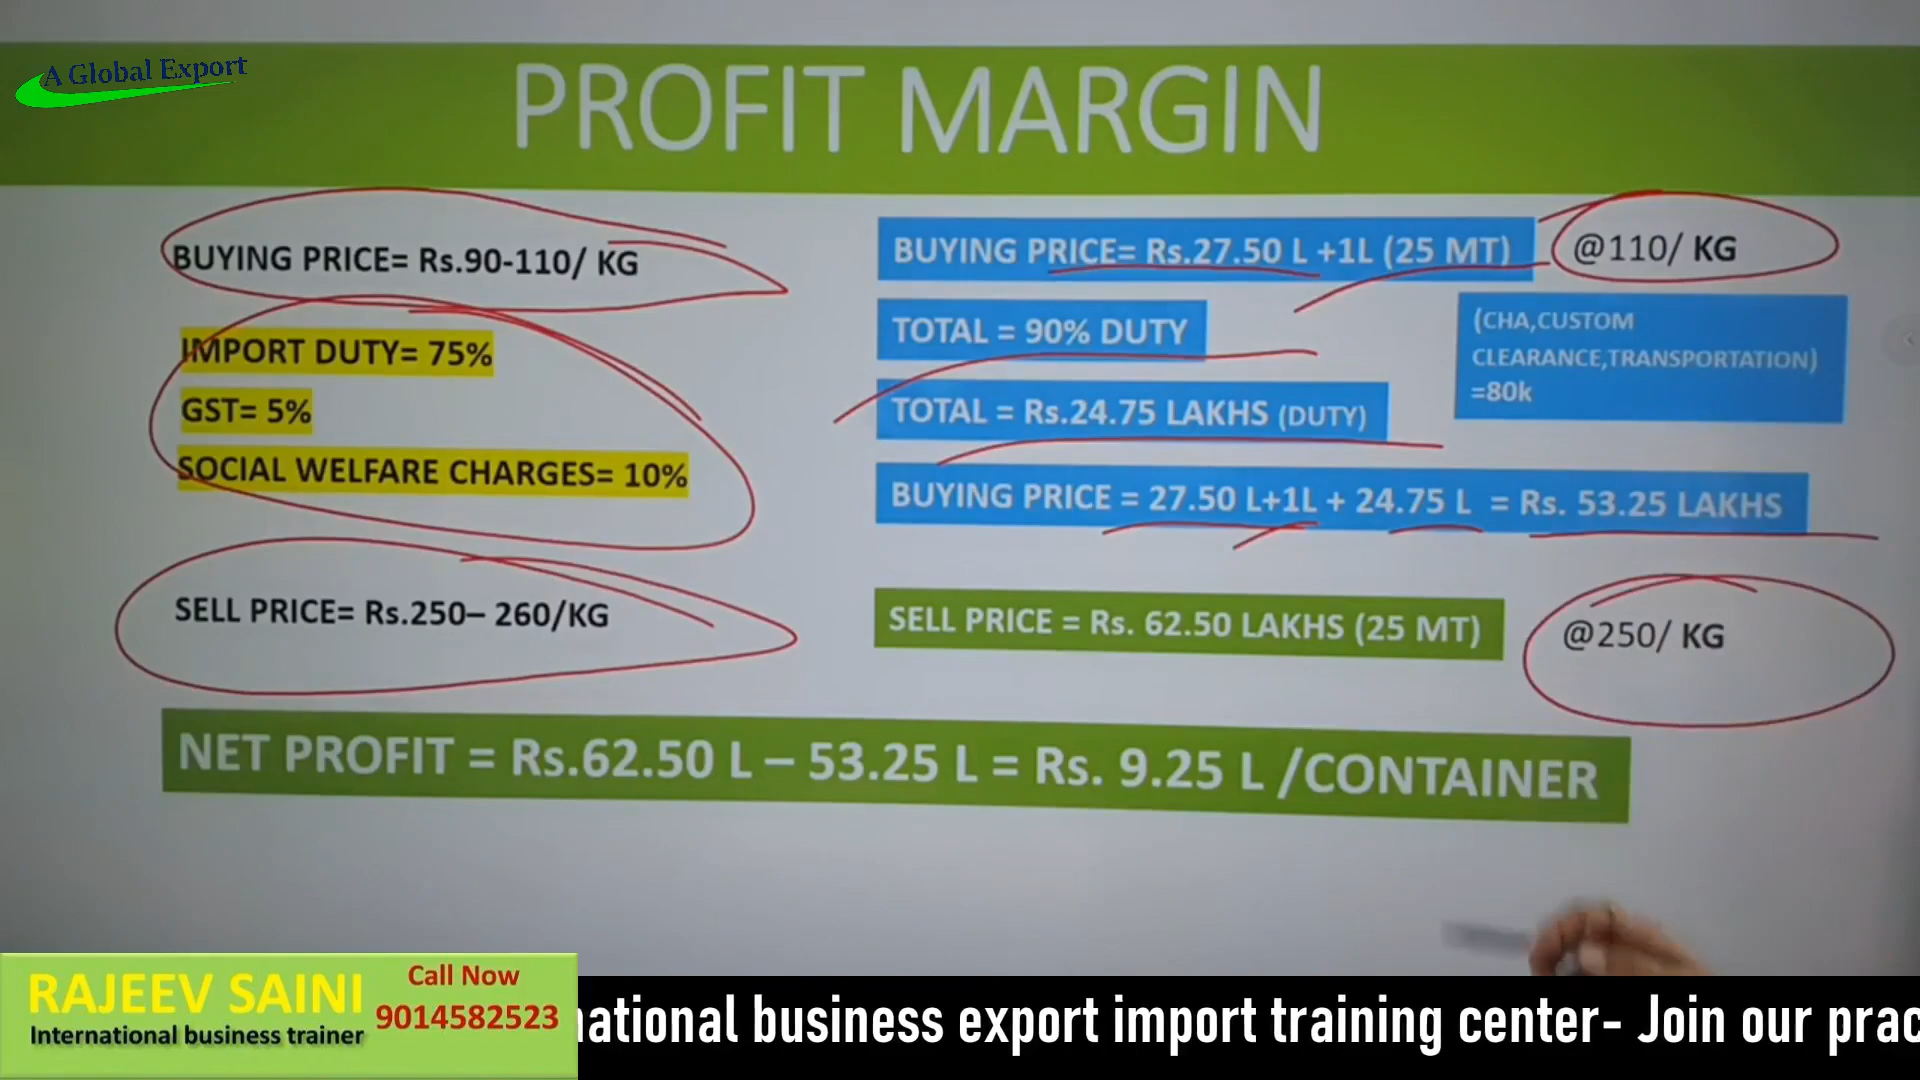 A Global Export
PROFIT MARGIN
BUYING PRICE= Rs.90-110/ KG
IMPORT DUTY= 75%
GST= 5%
SOCIAL WELFARE CHARGES= 10%
SELL PRICE= Rs.250– 260/KG
BUYING PRICE= Rs.27.50 L +1L (25 MT)
@110/ KG
TOTAL = 90% DUTY
(CHA,CUSTOM
CLEARANCE,TRANSPORTATION)
=80k
TOTAL = Rs.24.75 LAKHS (DUTY)
BUYING PRICE = 27.50 L+1L + 24.75 L = Rs. 53.25 LAKHS
SELL PRICE = Rs. 62.50 LAKHS (25 MT)
@250/ KG
NET PROFIT = Rs.62.50 L – 53.25 L = Rs. 9.25 L /CONTAINER
RAJEEV SAINI
International business trainer
Call Now
9014582523
national business export import training center- Join our prac